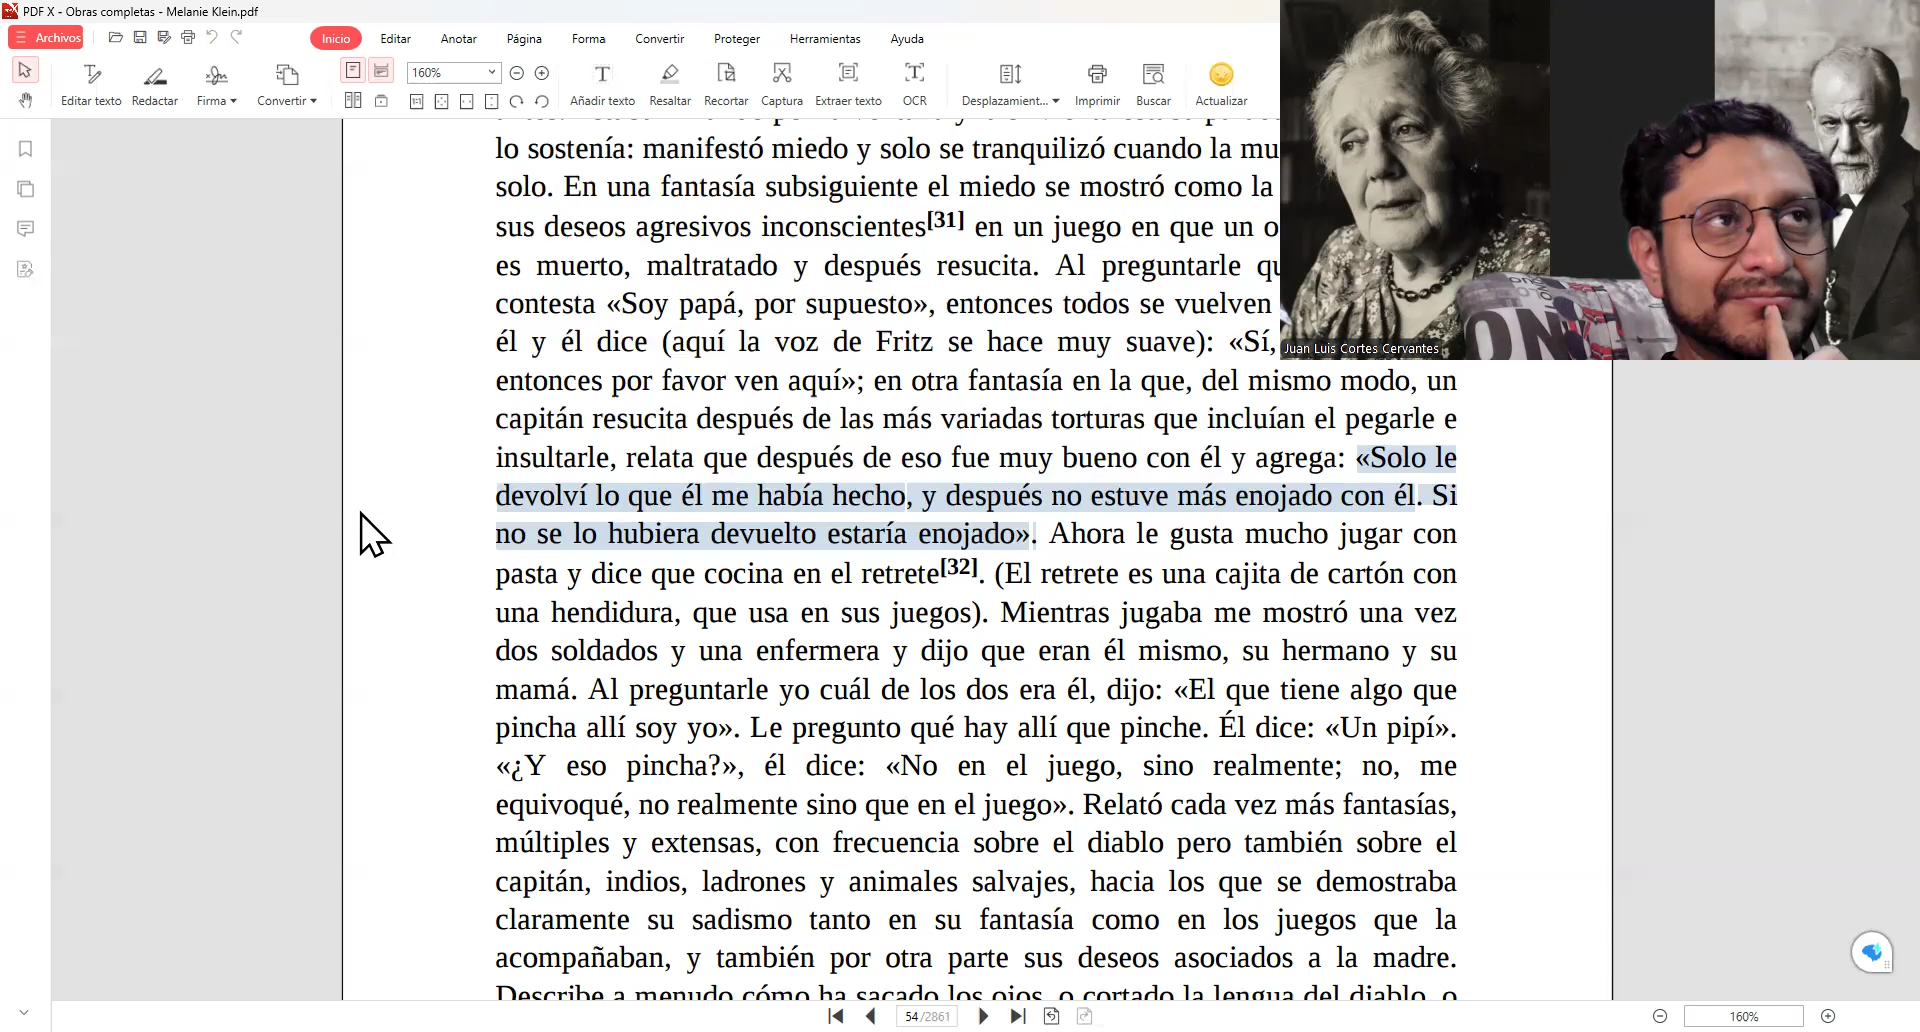 PDF X - Obras completas - Melanie Klein.pdf
Archivos
Inicio
Editar
Anotar
Página
Forma
Convertir
Proteger
Herramientas
Ayuda
160%
Editar texto
Redactar
Firma
Convertir
Añadir texto
Resaltar
Recortar
Captura
Extraer texto
OCR
Desplazamient...
Imprimir
Buscar
Actualizar
lo sostenía: manifestó miedo y solo se tranquilizó cuando la mu
solo. En una fantasía subsiguiente el miedo se mostró como la
sus deseos agresivos inconscientes[31] en un juego en que un o
es muerto, maltratado y después resucita. Al preguntarle qu
contesta «Soy papá, por supuesto», entonces todos se vuelven
él y él dice (aquí la voz de Fritz se hace muy suave): «Sí,
entonces por favor ven aquí»; en otra fantasía en la que, del mismo modo, un
capitán resucita después de las más variadas torturas que incluían el pegarle e
insultarle, relata que después de eso fue muy bueno con él y agrega: «Solo le
devolví lo que él me había hecho, y después no estuve más enojado con él. Si
no se lo hubiera devuelto estaría enojado». Ahora le gusta mucho jugar con
pasta y dice que cocina en el retrete[32]. (El retrete es una cajita de cartón con
una hendidura, que usa en sus juegos). Mientras jugaba me mostró una vez
dos soldados y una enfermera y dijo que eran él mismo, su hermano y su
mamá. Al preguntarle yo cuál de los dos era él, dijo: «El que tiene algo que
pincha allí soy yo». Le pregunto qué hay allí que pinche. Él dice: «Un pipí».
«¿Y eso pincha?», él dice: «No en el juego, sino realmente; no, me
equivoqué, no realmente sino que en el juego». Relató cada vez más fantasías,
múltiples y extensas, con frecuencia sobre el diablo pero también sobre el
capitán, indios, ladrones y animales salvajes, hacia los que se demostraba
claramente su sadismo tanto en su fantasía como en los juegos que la
acompañaban, y también por otra parte sus deseos asociados a la madre.
Describe a menudo cómo ha sacado los ojos, o cortado la lengua del diablo, o
Juan Luis Cortes Cervantes
54/2861
160%